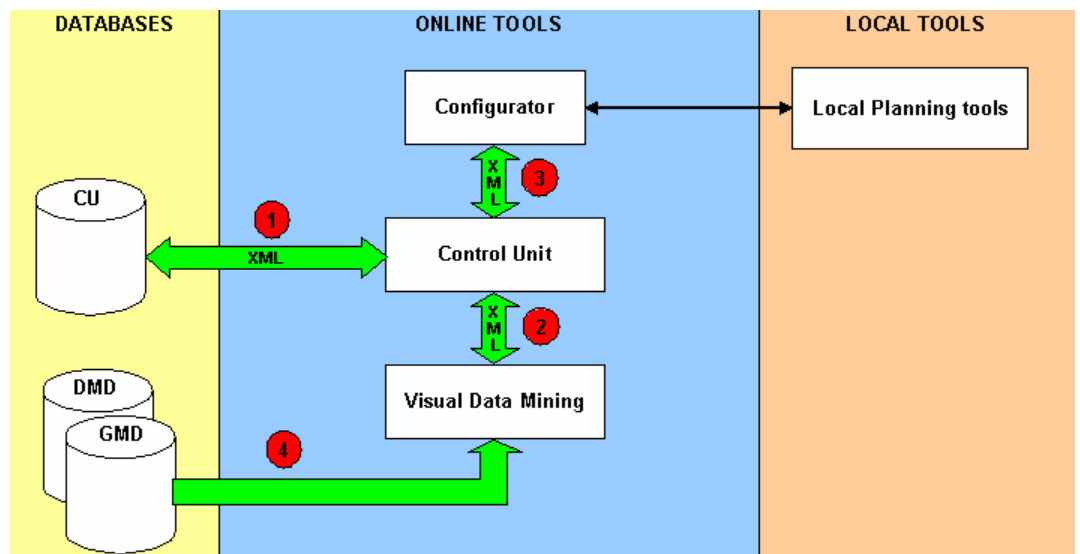 DATABASES
ONLINE TOOLS
LOCAL TOOLS
Configurator
Local Planning tools
X
M
L
3
CU
1
XML
Control Unit
X
M
L
2
DMD
GMD
Visual Data Mining
4